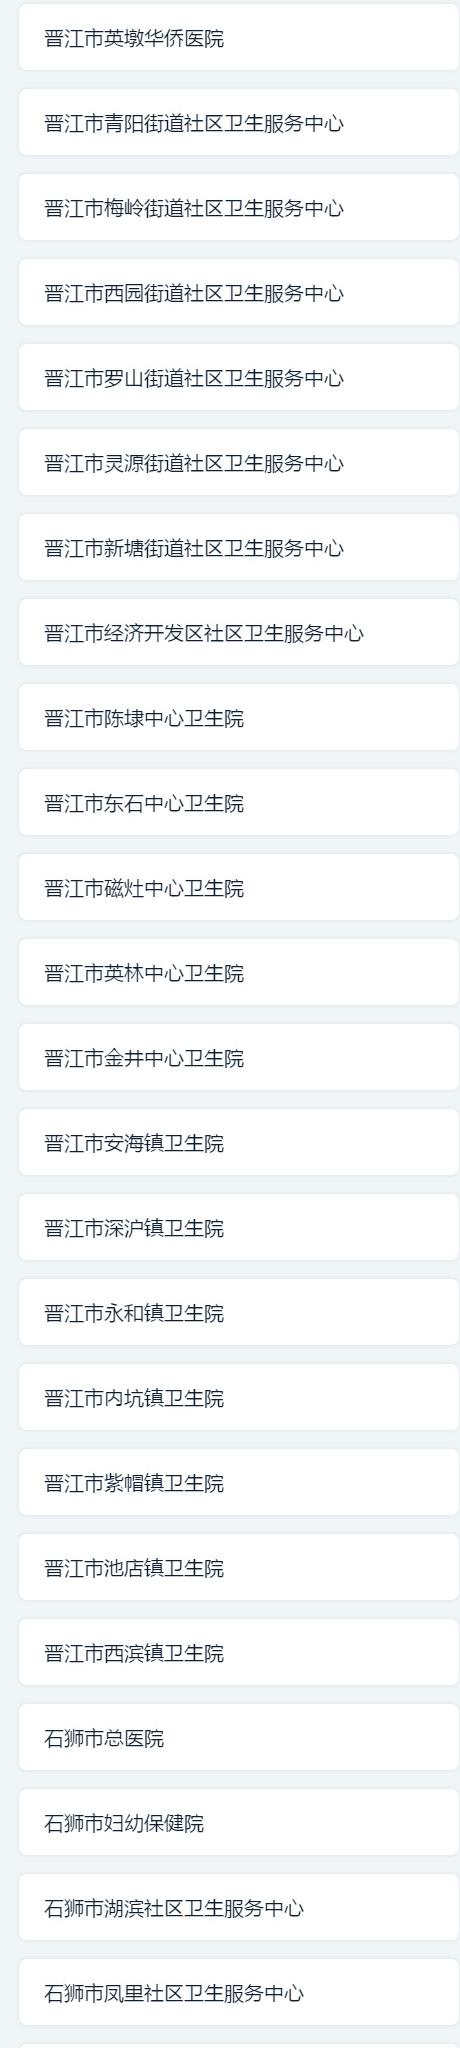 晋江市英墩华侨医院
晋江市青阳街道社区卫生服务中心
晋江市梅岭街道社区卫生服务中心
晋江市西园街道社区卫生服务中心
晋江市罗山街道社区卫生服务中心
晋江市灵源街道社区卫生服务中心
晋江市新塘街道社区卫生服务中心
晋江市经济开发区社区卫生服务中心
晋江市陈埭中心卫生院
晋江市东石中心卫生院
晋江市磁灶中心卫生院
晋江市英林中心卫生院
晋江市金井中心卫生院
晋江市安海镇卫生院
晋江市深沪镇卫生院
晋江市永和镇卫生院
晋江市内坑镇卫生院
晋江市紫帽镇卫生院
晋江市池店镇卫生院
晋江市西滨镇卫生院
石狮市总医院
石狮市妇幼保健院
石狮市湖滨社区卫生服务中心
石狮市凤里社区卫生服务中心